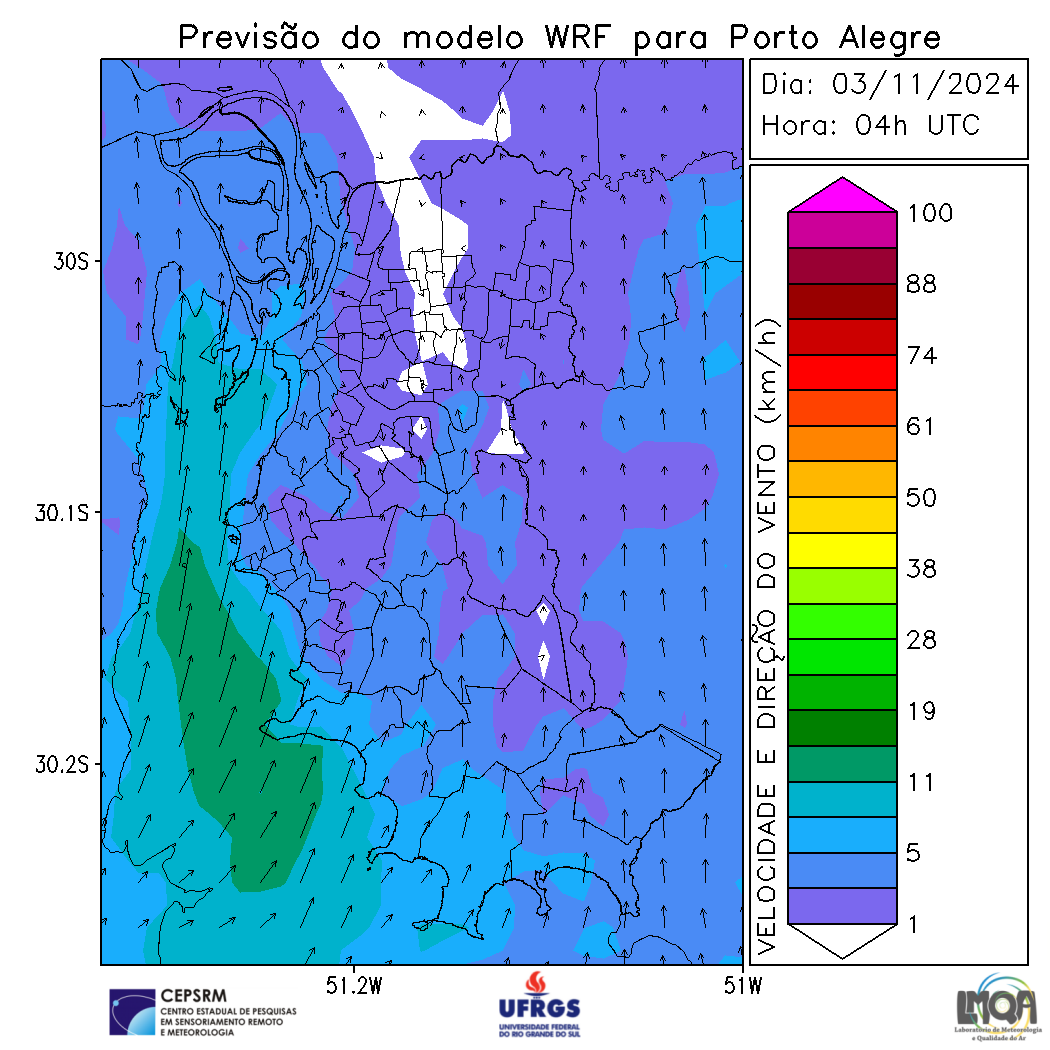 Previsão do modelo WRF para Porto Alegre
Dia: 03/11/2024
Hora: 04h UTC
30S
30.1S
30.2S
51.2W
51W
VELOCIDADE E DIREÇÃO DO VENTO (km/h)
100
88
74
61
50
38
28
19
11
5
1
CEPSRM
CENTRO ESTADUAL DE PESQUISAS
EM SENSORIAMENTO REMOTO
E METEOROLOGIA
UFRGS
UNIVERSIDADE FEDERAL
DO RIO GRANDE DO SUL
LMQA
Laboratório de Meteorologia
e Qualidade do Ar